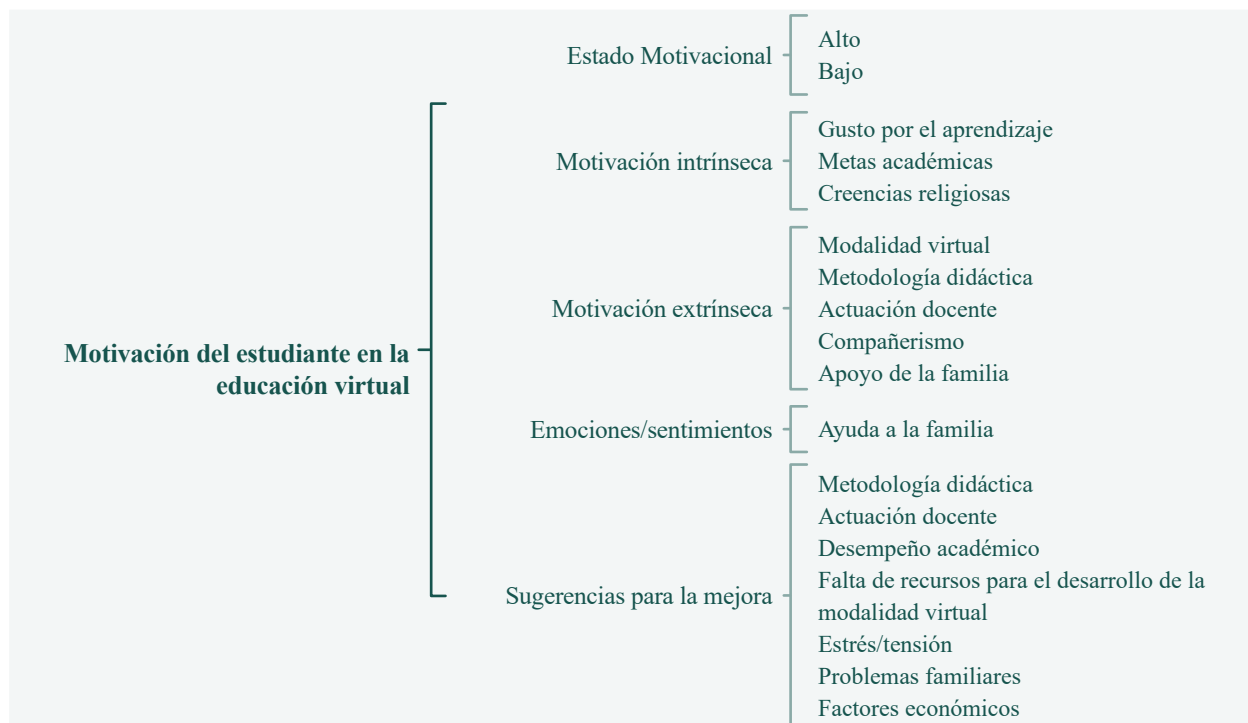 Motivación del estudiante en la
educación virtual
Estado Motivacional
Alto
Bajo
Motivación intrínseca
Gusto por el aprendizaje
Metas académicas
Creencias religiosas
Motivación extrínseca
Modalidad virtual
Metodología didáctica
Actuación docente
Compañerismo
Apoyo de la familia
Emociones/sentimientos
Ayuda a la familia
Sugerencias para la mejora
Metodología didáctica
Actuación docente
Desempeño académico
Falta de recursos para el desarrollo de la
modalidad virtual
Estrés/tensión
Problemas familiares
Factores económicos